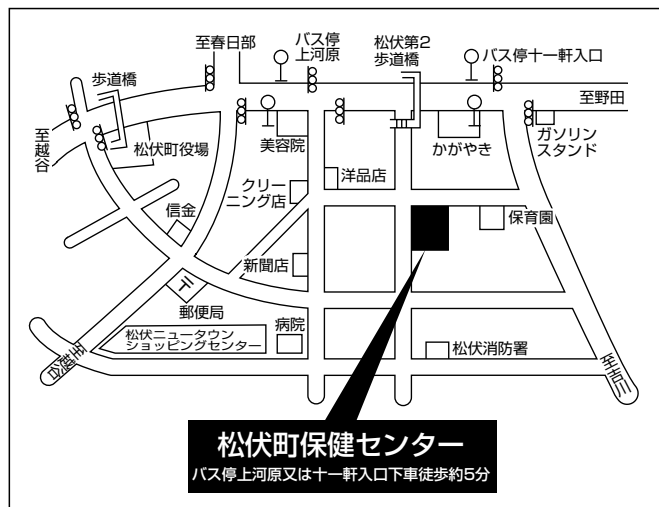 至春日部
バス停
上河原
松伏第2
歩道橋
バス停十一軒入口
歩道橋
至野田
至越谷
松伏町役場
美容院
かがやき
ガソリン
スタンド
洋品店
クリー
ニング店
信金
保育園
新聞店
〒
郵便局
松伏ニュータウン
ショッピングセンター
病院
松伏消防署
至越谷
至吉川
松伏町保健センター
バス停上河原又は十一軒入口下車徒歩約5分